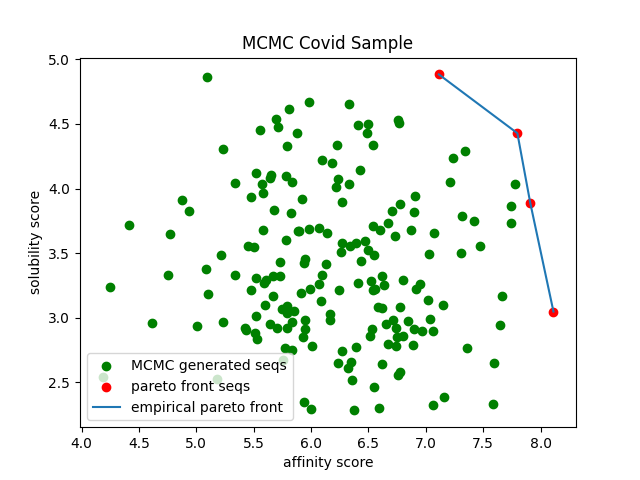 MCMC Covid Sample
5.0
4.5
4.0
3.5
3.0
2.5
solubility score
MCMC generated seqs
pareto front seqs
empirical pareto front
4.0 4.5 5.0 5.5 6.0 6.5 7.0 7.5 8.0
affinity score